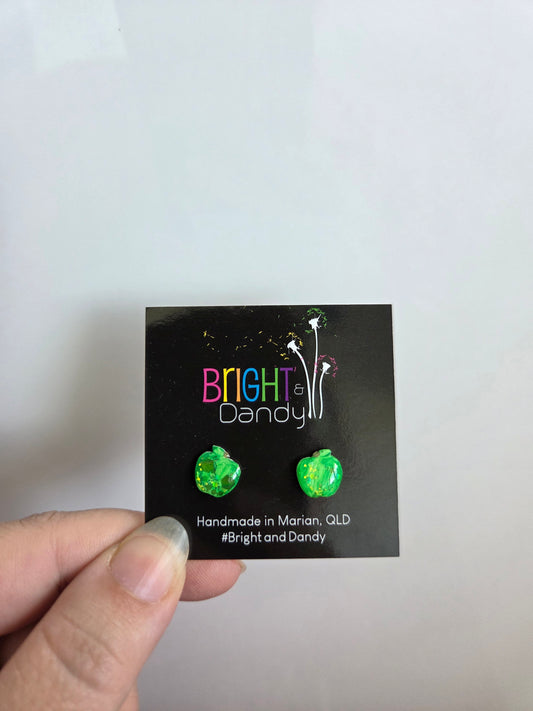 BRIGHT &
Dandy
Handmade in Marian, QLD
#Bright and Dandy